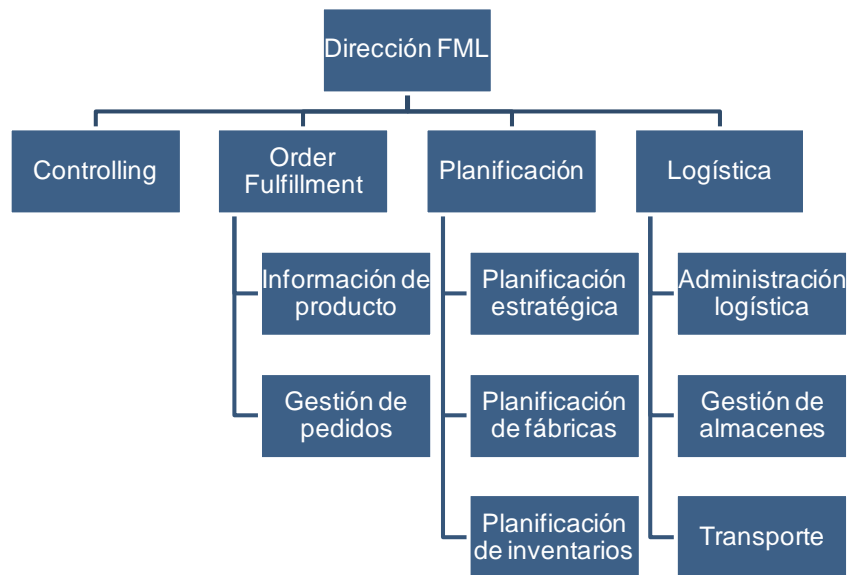 Dirección FML
Controlling
Order
Fulfillment
Planificación
Logística
Información de
producto
Planificación
estratégica
Administración
logística
Gestión de
pedidos
Planificación
de fábricas
Gestión de
almacenes
Planificación
de inventarios
Transporte